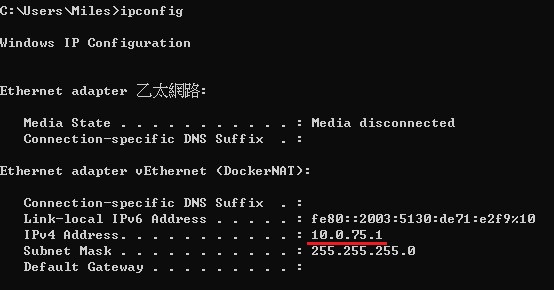 C:\Users\Miles>ipconfig
Windows IP Configuration
Ethernet adapter 乙太網路:
Media State . . . . . . . . . . . : Media disconnected
Connection-specific DNS Suffix  . :
Ethernet adapter vEthernet (DockerNAT):
Connection-specific DNS Suffix  . :
Link-local IPv6 Address . . . . . : fe80::2003:5130:de71:e2f9%10
IPv4 Address. . . . . . . . . . . : 10.0.75.1
Subnet Mask . . . . . . . . . . . : 255.255.255.0
Default Gateway . . . . . . . . . :